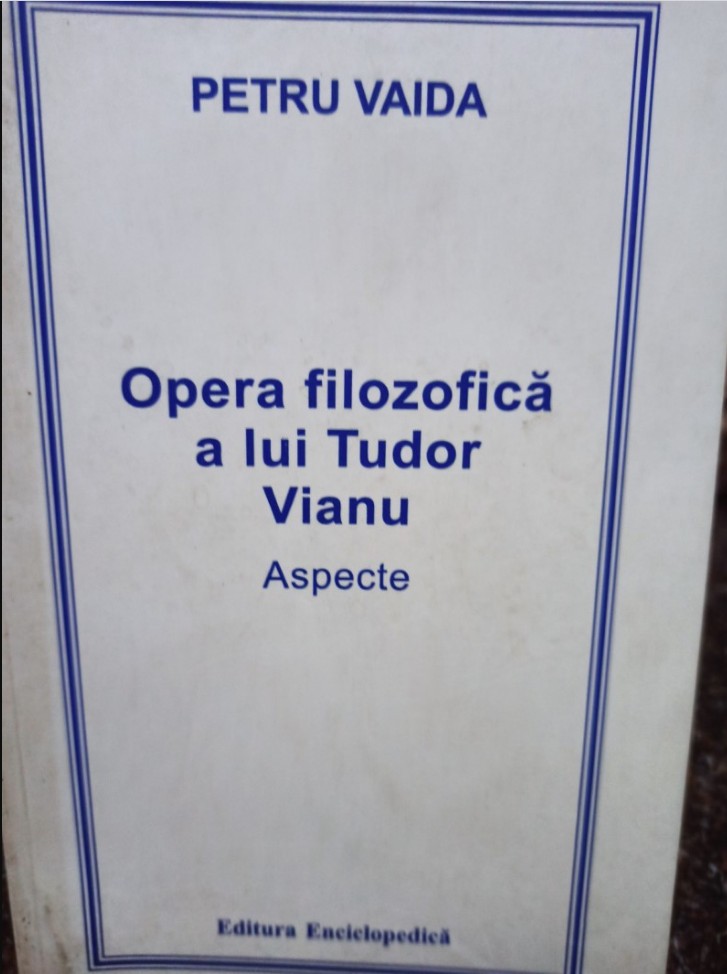 PETRU VAIDA
Opera filozofică
a lui Tudor
Vianu
Aspecte
Editura Enciclopedică